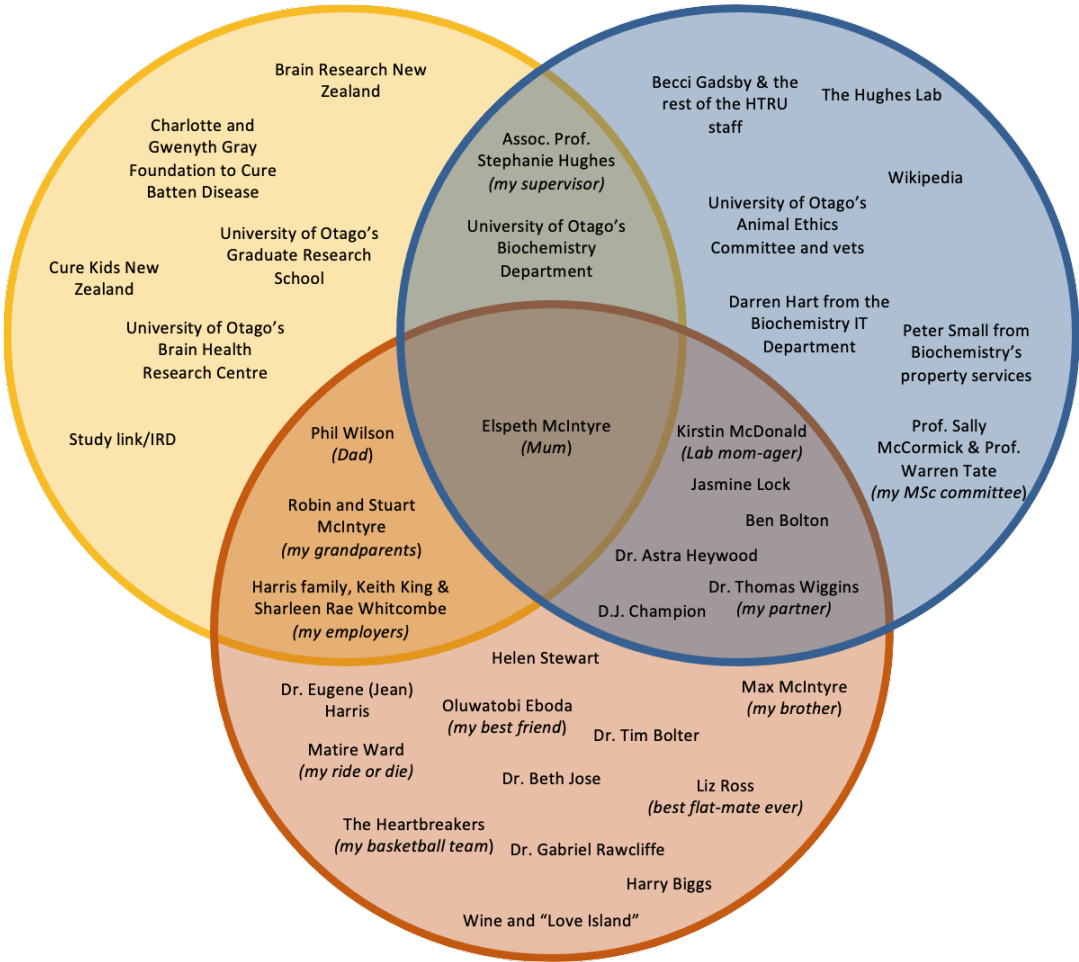 Brain Research New
Zealand
Charlotte and
Gwenyth Gray
Foundation to Cure
Batten Disease
University of Otago’s
Graduate Research
School
Cure Kids New
Zealand
University of Otago’s
Brain Health
Research Centre
Study link/IRD
Assoc. Prof.
Stephanie Hughes
(my supervisor)
University of Otago’s
Biochemistry
Department
Becci Gadsby & the
rest of the HTRU
staff
The Hughes Lab
Wikipedia
University of Otago’s
Animal Ethics
Committee and vets
Darren Hart from the
Biochemistry IT
Department
Peter Small from
Biochemistry’s
property services
Prof. Sally
McCormick & Prof.
Warren Tate
(my MSc committee)
Phil Wilson
(Dad)
Robin and Stuart
McIntyre
(my grandparents)
Harris family, Keith King &
Sharleen Rae Whitcombe
(my employers)
Elspeth McIntyre
(Mum)
Kirstin McDonald
(Lab mom-ager)
Jasmine Lock
Ben Bolton
Dr. Astra Heywood
Dr. Thomas Wiggins
(my partner)
D.J. Champion
Helen Stewart
Dr. Eugene (Jean)
Harris
Oluwatobi Eboda
(my best friend)
Max McIntyre
(my brother)
Dr. Tim Bolter
Matire Ward
(my ride or die)
Dr. Beth Jose
Liz Ross
(best flat-mate ever)
The Heartbreakers
(my basketball team)
Dr. Gabriel Rawcliffe
Harry Biggs
Wine and “Love Island”